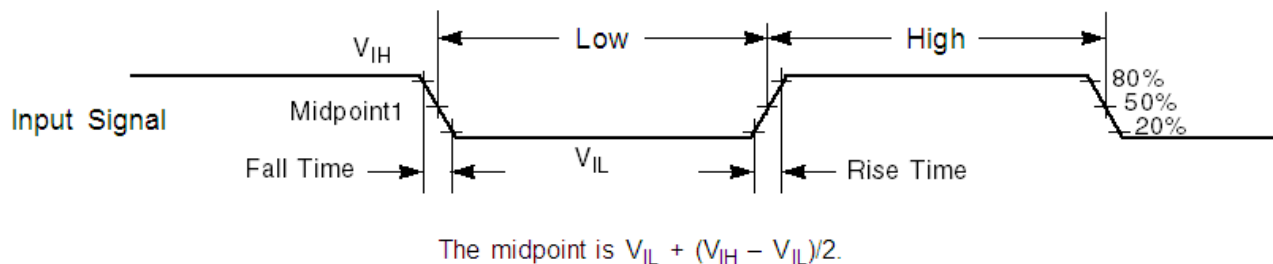 Low
High
V_IH
80%
Input Signal
Midpoint1
50%
20%
Fall Time
V_IL
Rise Time
The midpoint is V_IL + (V_IH – V_IL)/2.